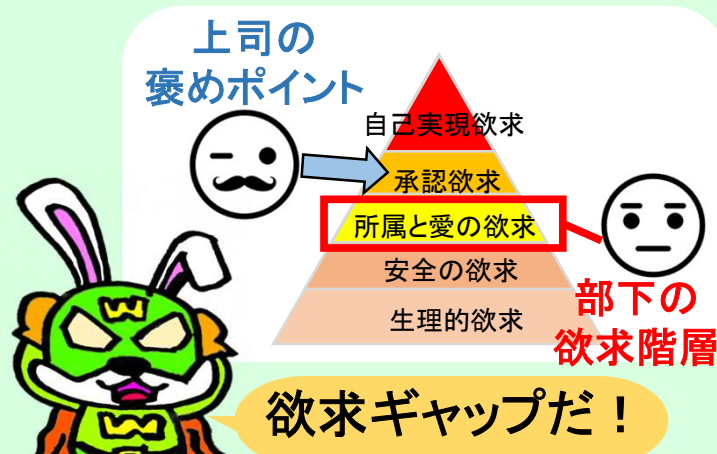 上司の
褒めポイント
自己実現欲求
承認欲求
所属と愛の欲求
安全の欲求
生理的欲求
部下の
欲求階層
W
W
欲求ギャップだ！